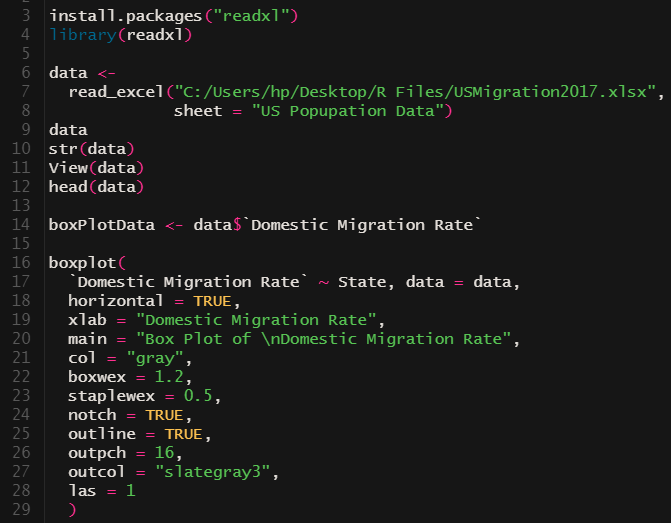 3 install.packages("readxl")
4 library(readxl)
5
6 data <-
7   read_excel("C:/Users/hp/Desktop/R Files/USMigration2017.xlsx",
8              sheet = "US Popupation Data")
9 data
10 str(data)
11 View(data)
12 head(data)
13
14 boxPlotData <- data$`Domestic Migration Rate`
15
16 boxplot(
17   `Domestic Migration Rate` ~ State, data = data,
18   horizontal = TRUE,
19   xlab = "Domestic Migration Rate",
20   main = "Box Plot of \nDomestic Migration Rate",
21   col = "gray",
22   boxwex = 1.2,
23   staplewex = 0.5,
24   notch = TRUE,
25   outline = TRUE,
26   outpch = 16,
27   outcol = "slategray3",
28   las = 1
29   )